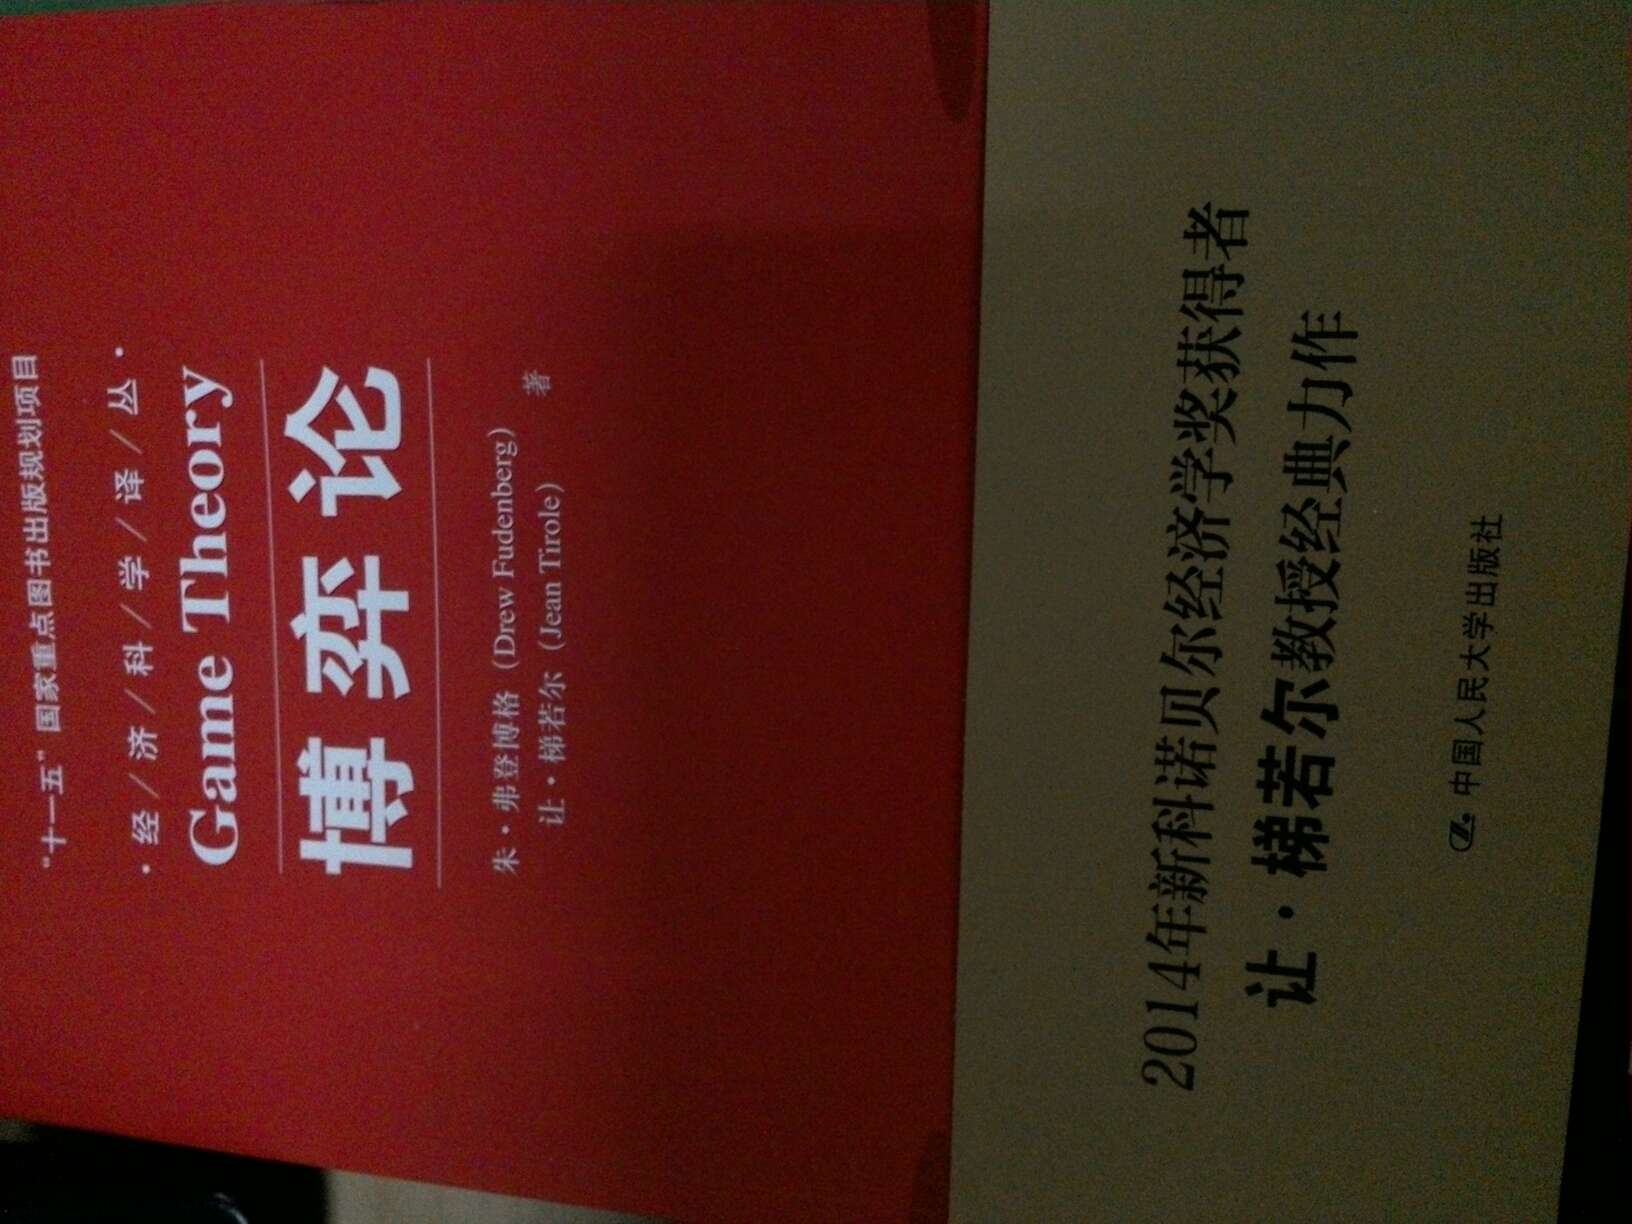 “十一五”国家重点图书出版规划项目
·经/济/科/学/译/丛·
Game Theory
博弈论
朱·弗登博格（Drew Fudenberg）
让·梯若尔（Jean Tirole） 著
2014年新科诺贝尔经济学奖获得者
让·梯若尔教授经典力作
中国人民大学出版社